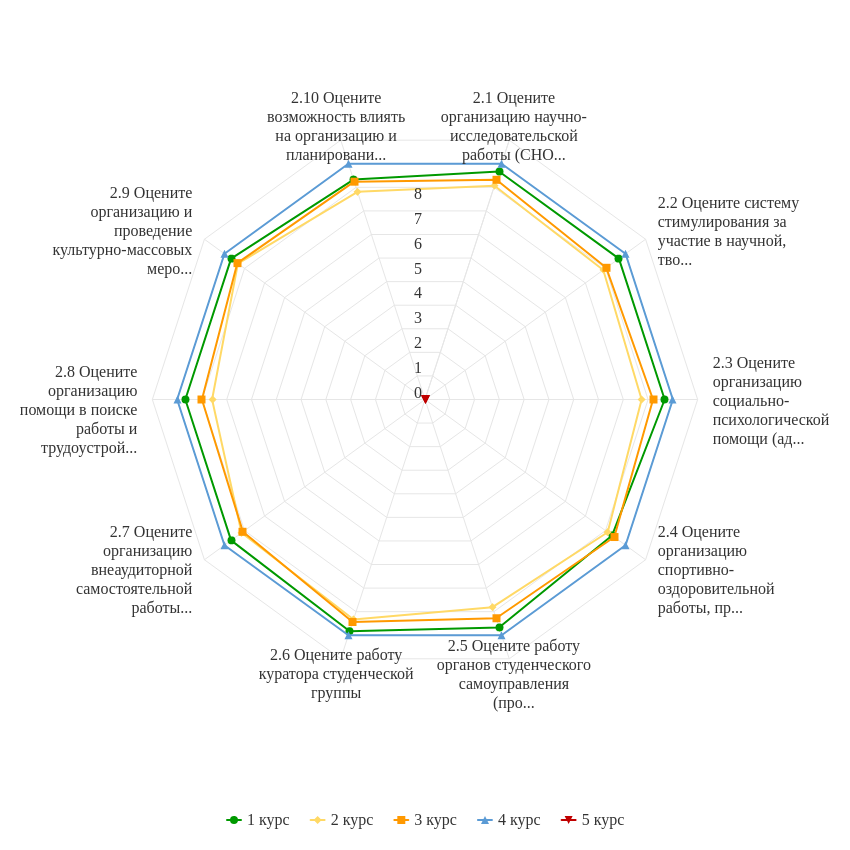 2.10 Оцените
возможность влиять
на организацию и
планировани...
2.1 Оцените
организацию научно-
исследовательской
работы (СНО...
2.9 Оцените
организацию и
проведение
культурно-массовых
меро...
2.2 Оцените систему
стимулирования за
участие в научной,
тво...
8
7
6
5
4
3
2
1
0
2.8 Оцените
организацию
помощи в поиске
работы и
трудоустрой...
2.3 Оцените
организацию
социально-
психологической
помощи (ад...
2.7 Оцените
организацию
внеаудиторной
самостоятельной
работы...
2.4 Оцените
организацию
спортивно-
оздоровительной
работы, пр...
2.6 Оцените работу
куратора студенческой
группы
2.5 Оцените работу
органов студенческого
самоуправления
(про...
1 курс 2 курс 3 курс 4 курс 5 курс